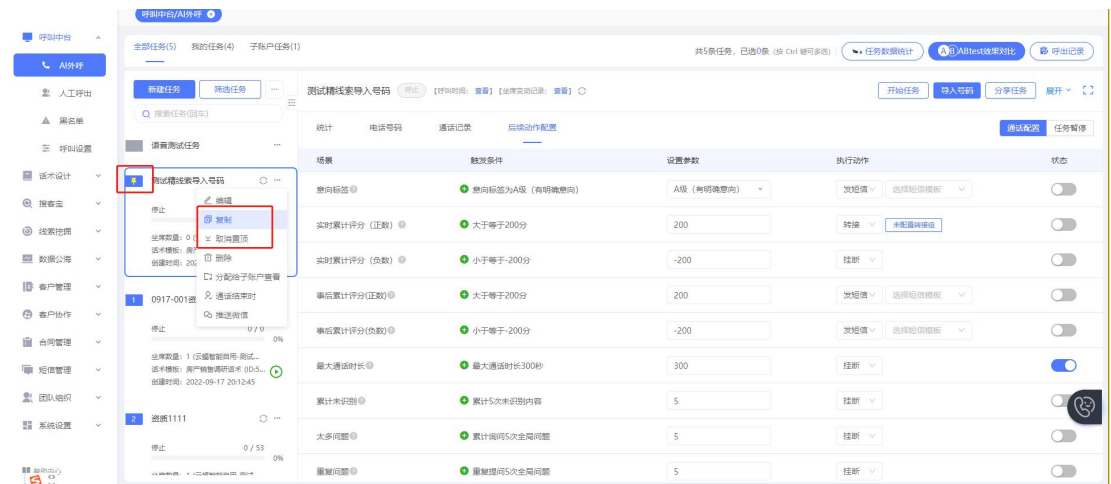 呼叫中台/AI外呼
呼叫中台
AI外呼
人工呼出
黑名单
呼叫设置
话术设计
搜客宝
线索挖掘
数据公海
客户管理
客户协作
合同管理
短信管理
团队组织
系统设置
全部任务(5) 我的任务(4) 子账户任务(1)
共5条任务，已选0条 (按 Ctrl 键可多选) 任务数据统计 ABtest效果对比 呼出记录
新建任务 筛选任务 ...
搜索任务(回车)
语音测试任务 ...
测试精线索导入号码 ...
停止
坐席数量: 0
话术模板: 房产
创建时间: 202
编辑
复制
取消置顶
删除
分配给子账户查看
通话结束时
推送微信
1 0917-001资
停止 0 / 0
0%
坐席数量: 1 (云蝠智能自用-测试...
话术模板: 房产销售调研话术 (ID:5...
创建时间: 2022-09-17 20:12:45
2 资质1111 ...
停止 0 / 53
0%
测试精线索导入号码 停止 【呼叫时间: 查看】【坐席变动记录: 查看】
开始任务 导入号码 分享任务 展开
统计 电话号码 通话记录 后续动作配置 通话配置 任务暂停
场景 触发条件 设置参数 执行动作 状态
意向标签 意向标签为A级（有明确意向） A级（有明确意向） 发短信 选择短信模板
实时累计评分（正数） 大于等于200分 200 转接 未配置转接组
实时累计评分（负数） 小于等于-200分 -200 挂断
事后累计评分(正数) 大于等于200分 200 发短信 选择短信模板
事后累计评分(负数) 小于等于-200分 -200 发短信 选择短信模板
最大通话时长 最大通话时长300秒 300 挂断
累计未识别 累计5次未识别内容 5 挂断
太多问题 累计询问5次全局问题 5 挂断
重复问题 重复提问5次全局问题 5 挂断